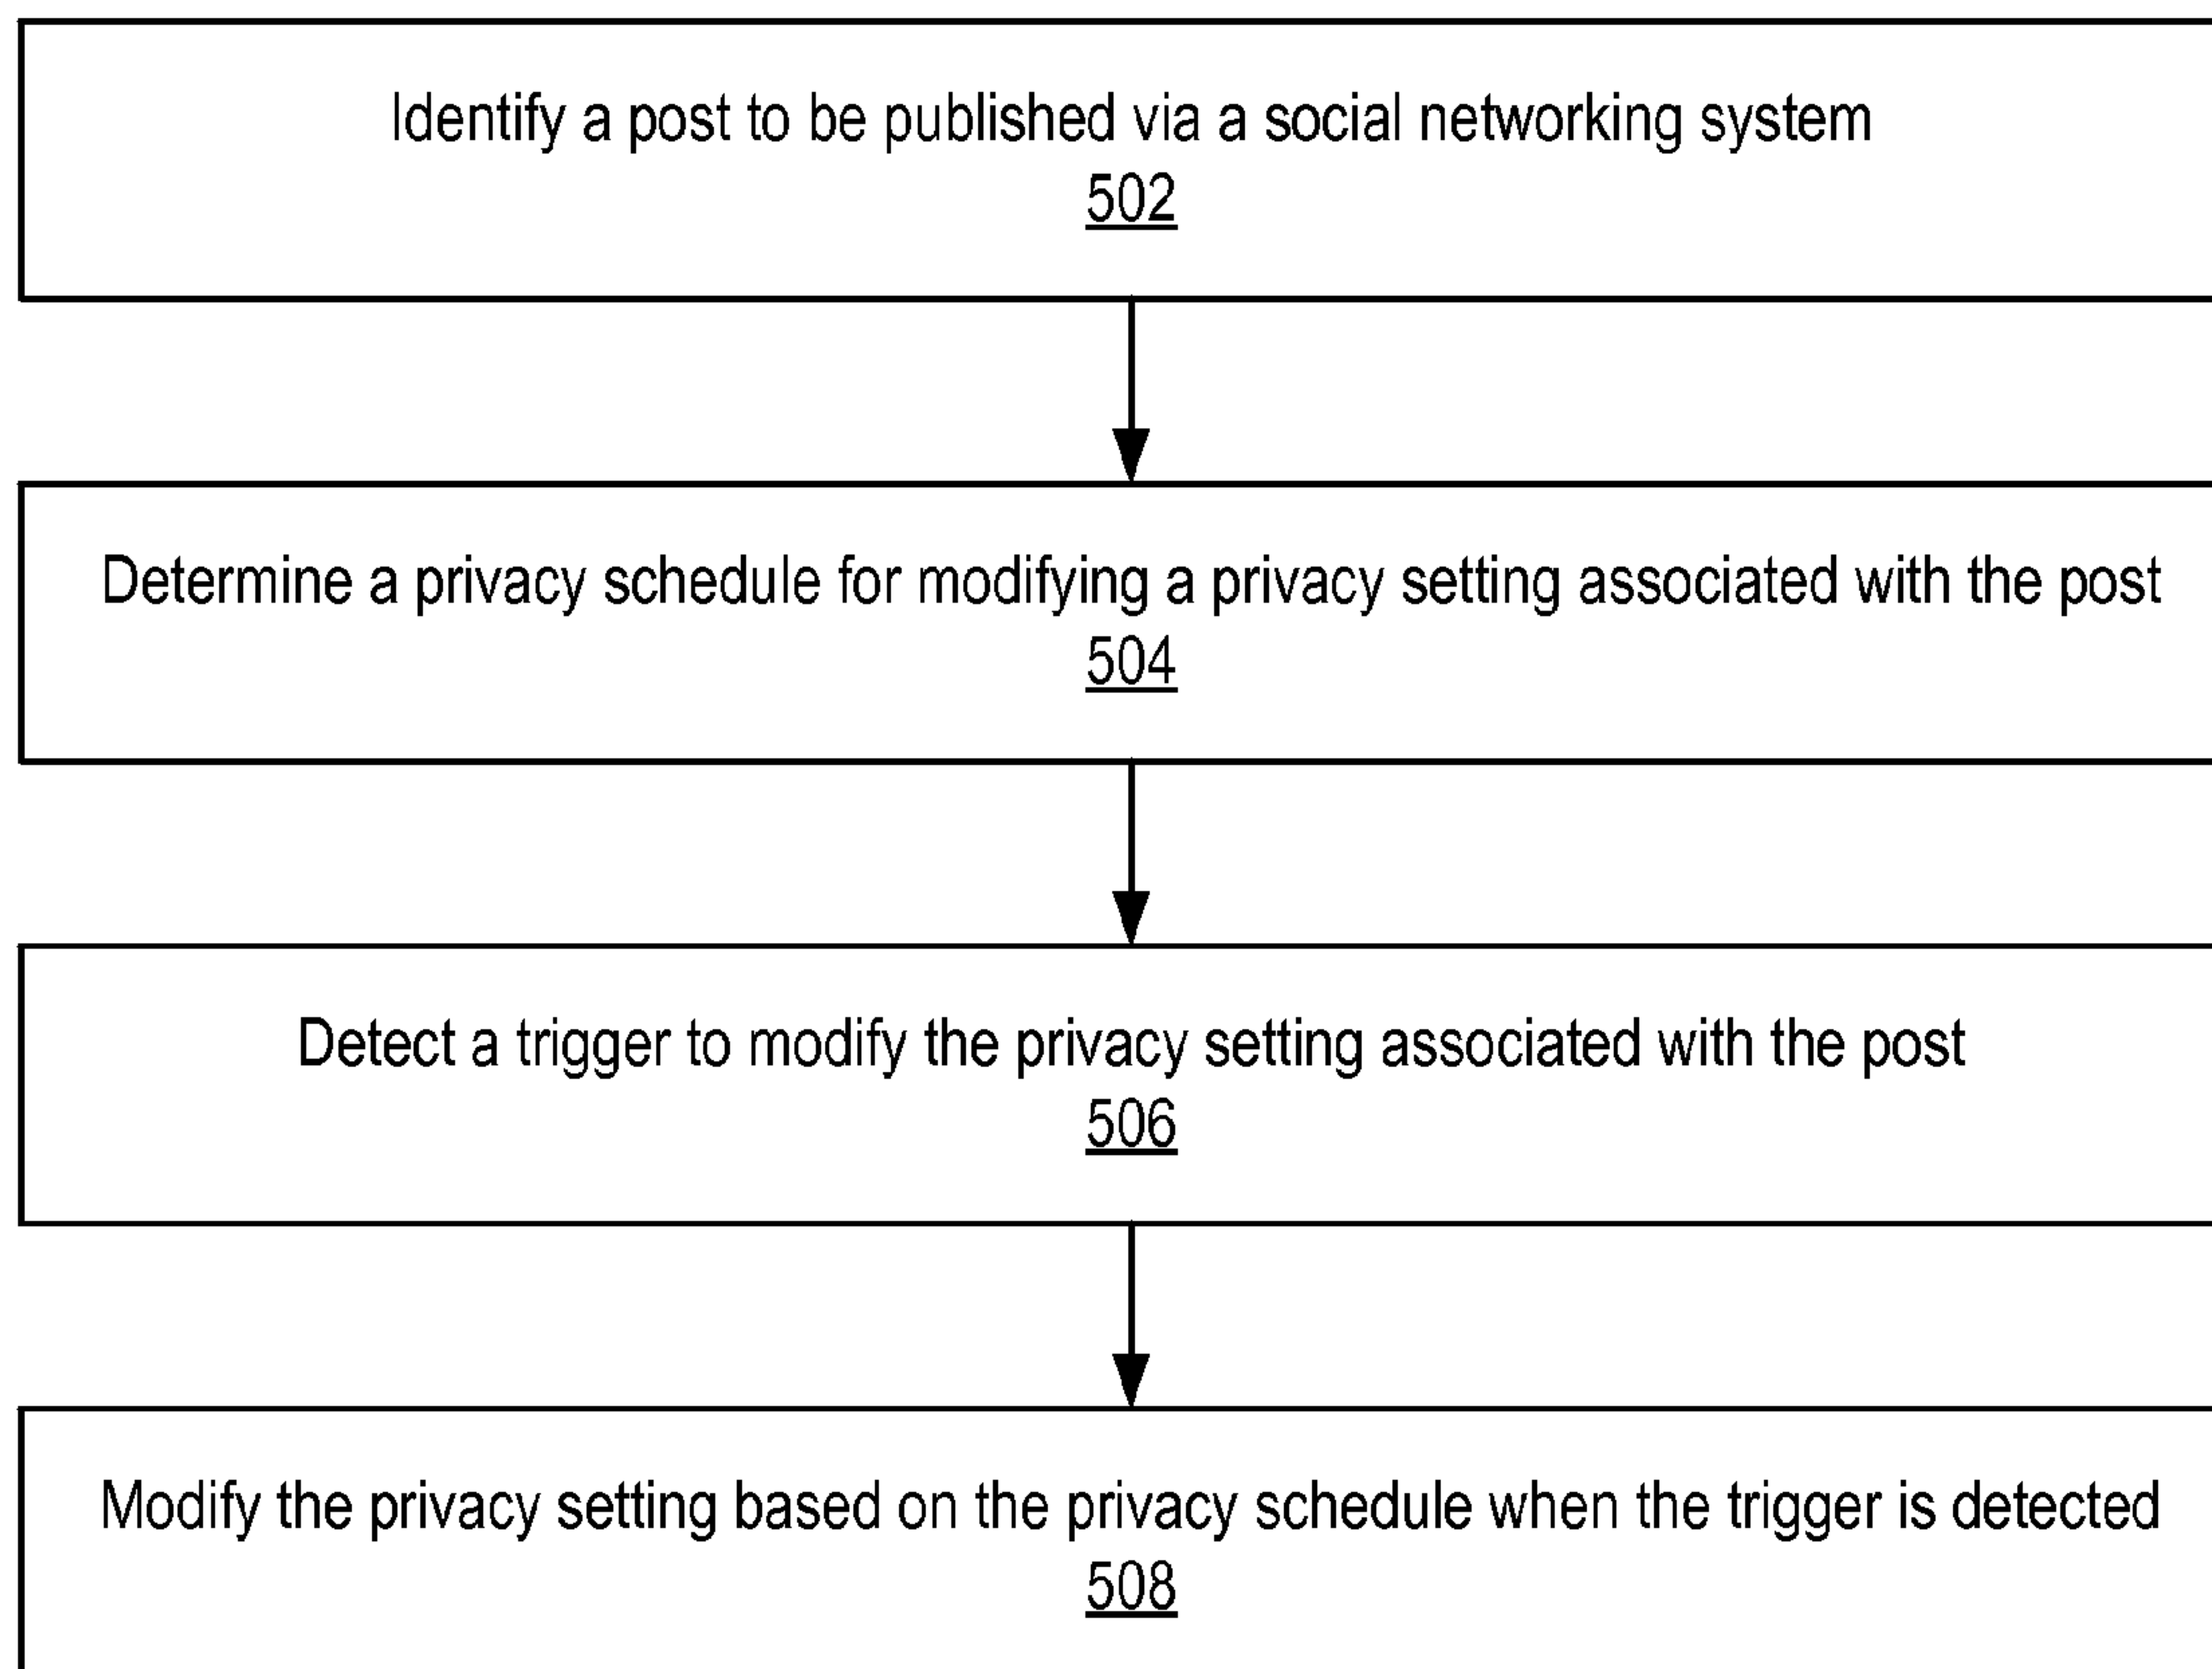 Identify a post to be published via a social networking system
502
Determine a privacy schedule for modifying a privacy setting associated with the post
504
Detect a trigger to modify the privacy setting associated with the post
506
Modify the privacy setting based on the privacy schedule when the trigger is detected
508